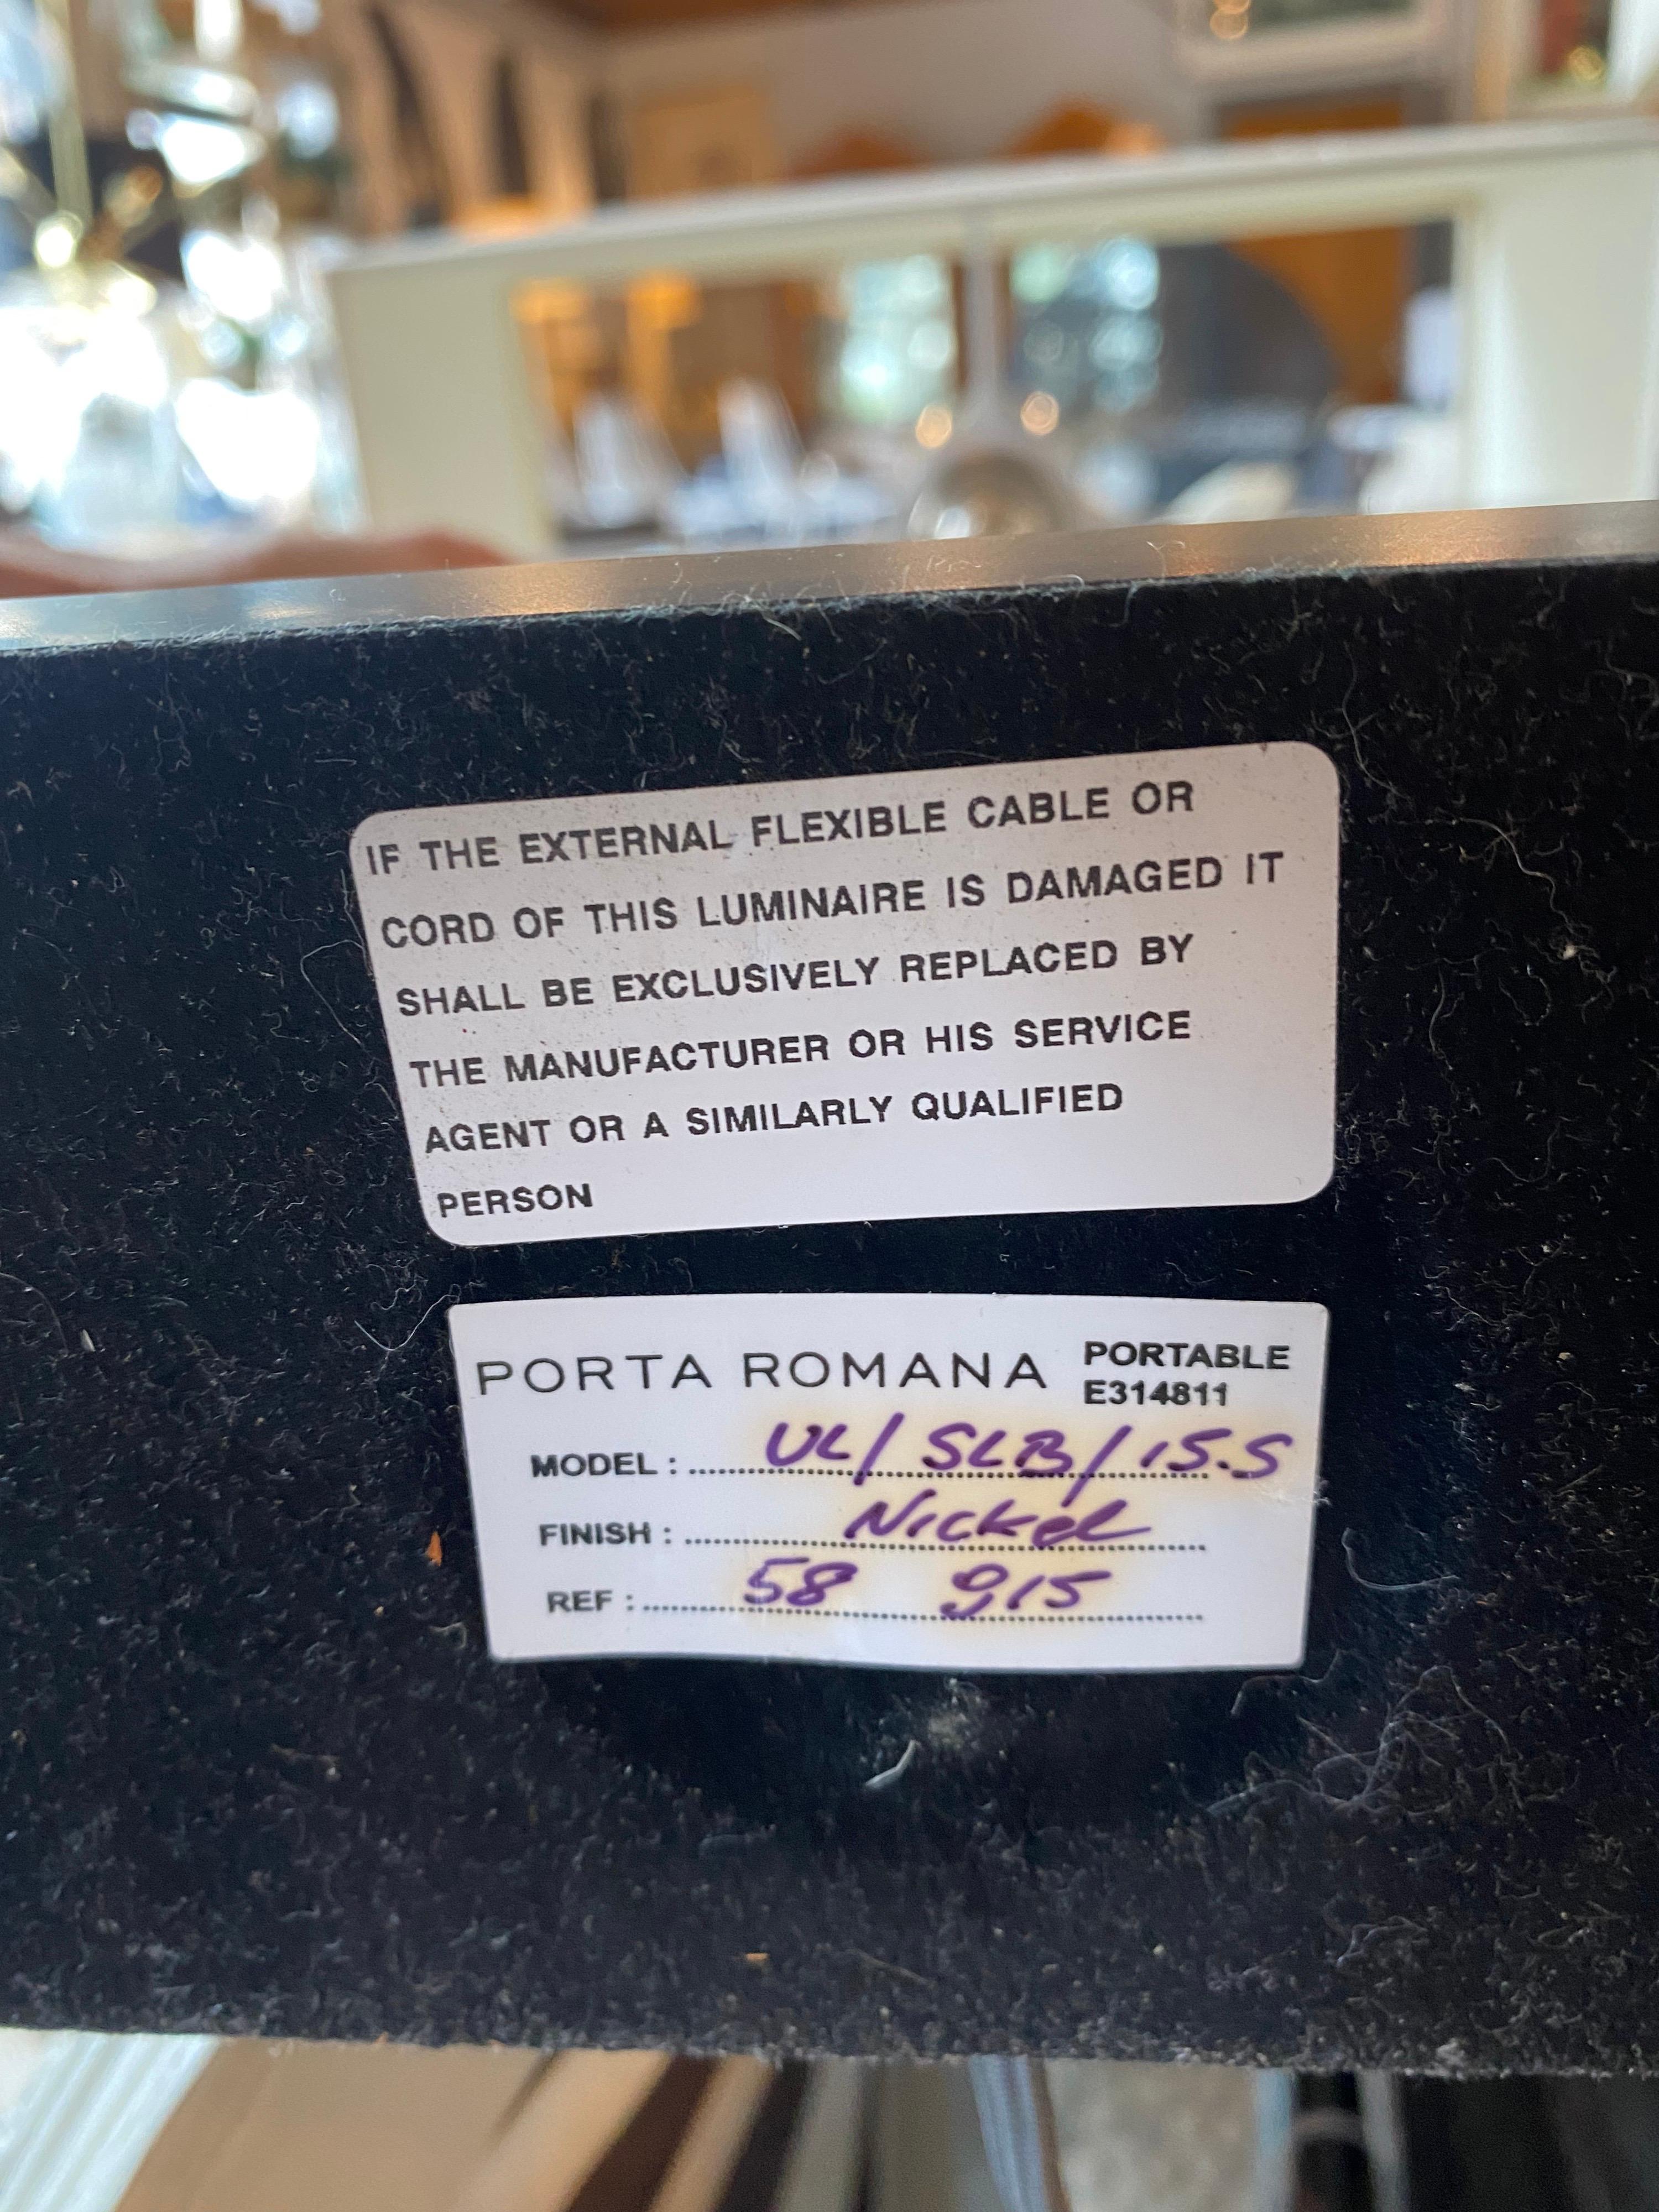 IF THE EXTERNAL FLEXIBLE CABLE OR
CORD OF THIS LUMINAIRE IS DAMAGED IT
SHALL BE EXCLUSIVELY REPLACED BY
THE MANUFACTURER OR HIS SERVICE
AGENT OR A SIMILARLY QUALIFIED
PERSON
PORTA ROMANA PORTABLE
E314811
MODEL : UL/SLB/15.5
FINISH : Nickel
REF : 58 915